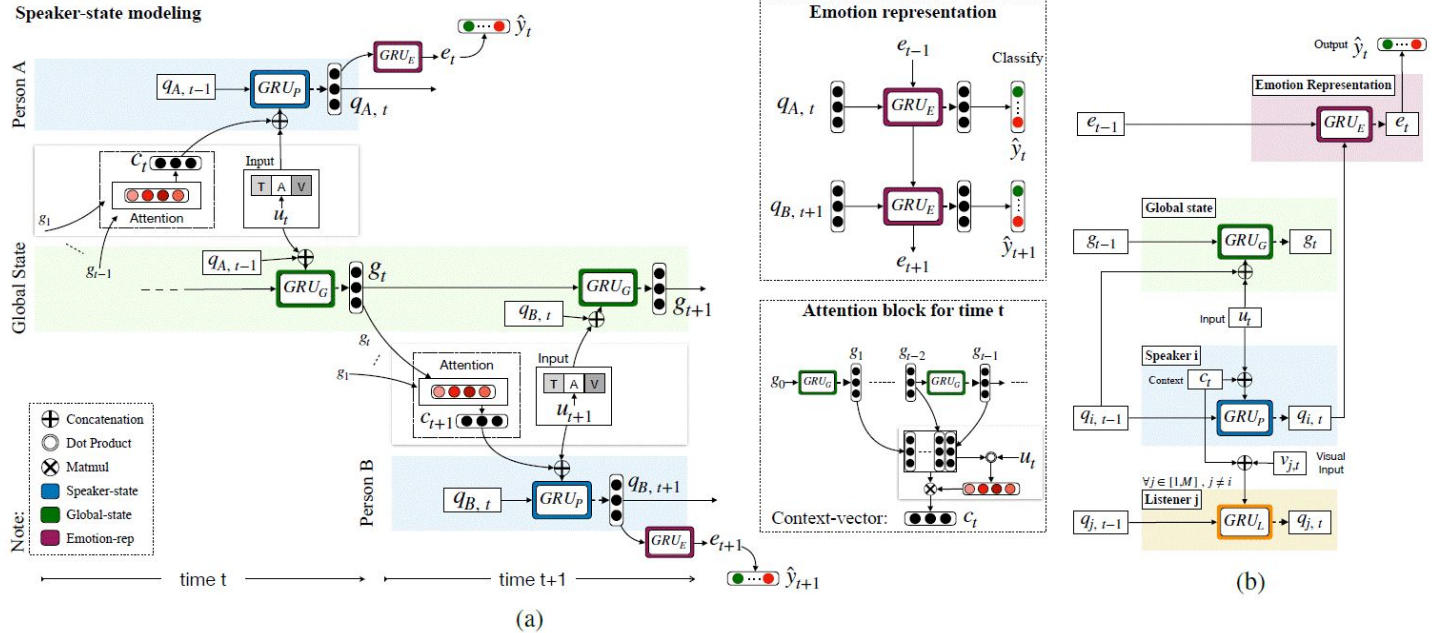 Speaker-state modeling
Person A
q_{A, t−1}
GRU_P
GRU_E
e_t
ŷ_t
q_{A, t}
c_t
Attention
Input
T A V
u_t
g_1
g_{t−1}
Global State
q_{A, t−1}
GRU_G
g_t
GRU_G
g_{t+1}
q_{B, t}
g_t
g_1
Attention
c_{t+1}
Input
T A V
u_{t+1}
Person B
q_{B, t}
GRU_P
q_{B, t+1}
GRU_E
e_{t+1}
ŷ_{t+1}
Note:
Concatenation
Dot Product
Matmul
Speaker-state
Global-state
Emotion-rep
time t
time t+1
(a)
Emotion representation
e_{t−1}
Classify
q_{A, t}
GRU_E
ŷ_t
q_{B, t+1}
GRU_E
ŷ_{t+1}
e_{t+1}
Attention block for time t
g_1
g_{t−2}
g_{t−1}
g_0
GRU_G
GRU_G
u_t
Context-vector:
c_t
Output ŷ_t
Emotion Representation
e_{t−1}
GRU_E
e_t
Global state
g_{t−1}
GRU_G
g_t
Input u_t
Speaker i
Context c_t
q_{i, t−1}
GRU_P
q_{i, t}
v_{j,t}
Visual
Input
∀j ∈ [1M] , j ≠ i
Listener j
q_{j, t−1}
GRU_L
q_{j, t}
(b)